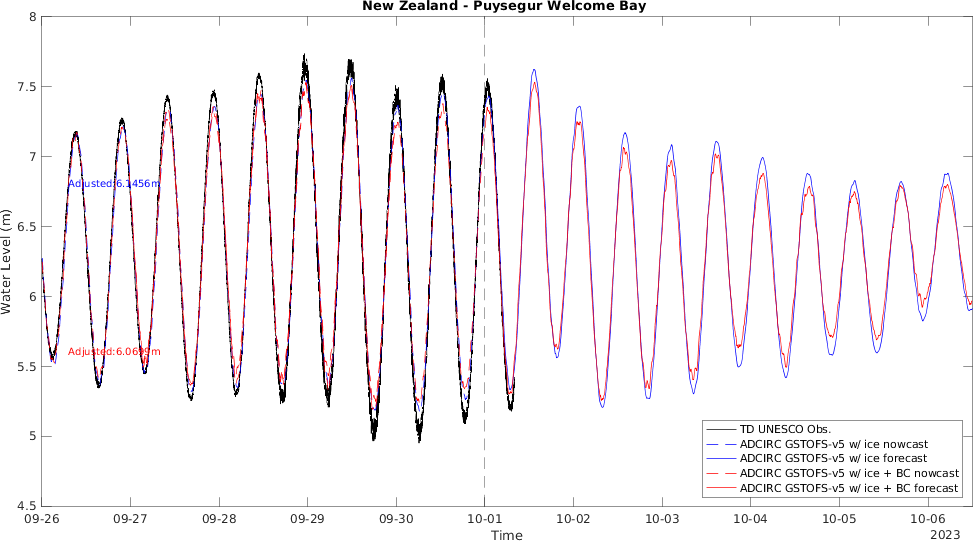 New Zealand - Puysegur Welcome Bay
8
7.5
7
Adjusted:6.1456m
6.5
Water Level (m)
6
Adjusted:6.0699m
5.5
5
TD UNESCO Obs.
ADCIRC GSTOFS-v5 w/ ice nowcast
ADCIRC GSTOFS-v5 w/ ice forecast
ADCIRC GSTOFS-v5 w/ ice + BC nowcast
ADCIRC GSTOFS-v5 w/ ice + BC forecast
4.5
09-26 09-27 09-28 09-29 09-30 10-01 10-02 10-03 10-04 10-05 10-06
Time 2023